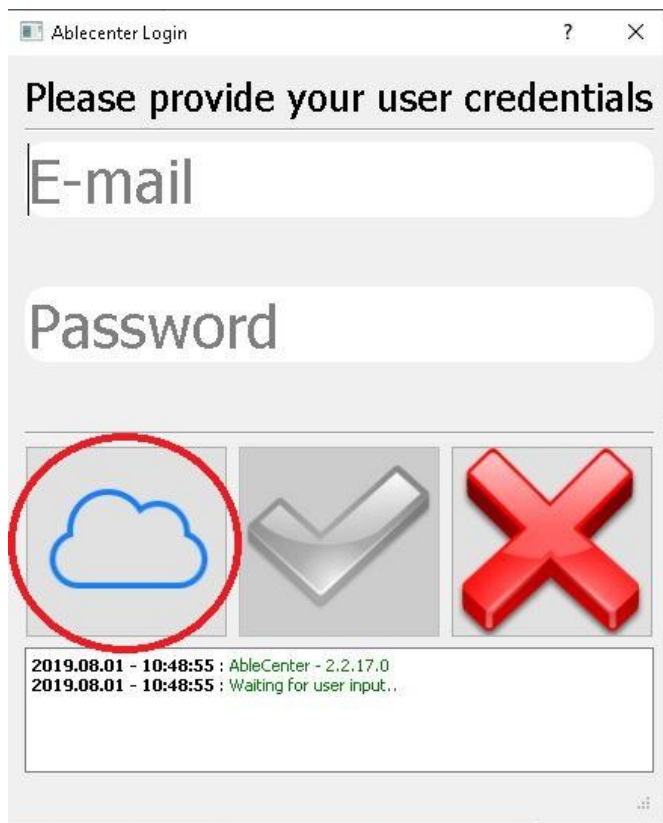 Ablecenter Login
?
Please provide your user credentials
E-mail
Password
2019.08.01 - 10:48:55 : AbleCenter - 2.2.17.0
2019.08.01 - 10:48:55 : Waiting for user input..